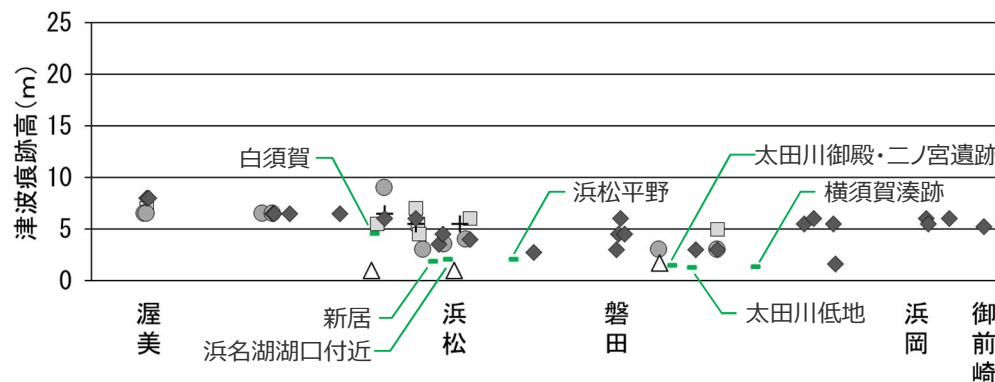 津波痕跡高(m)
25
20
15
10
5
0
白須賀
浜松平野
太田川御殿・二ノ宮遺跡
横須賀湊跡
新居
浜名湖湖口付近
太田川低地
渥美
浜松
磐田
浜岡
御前崎